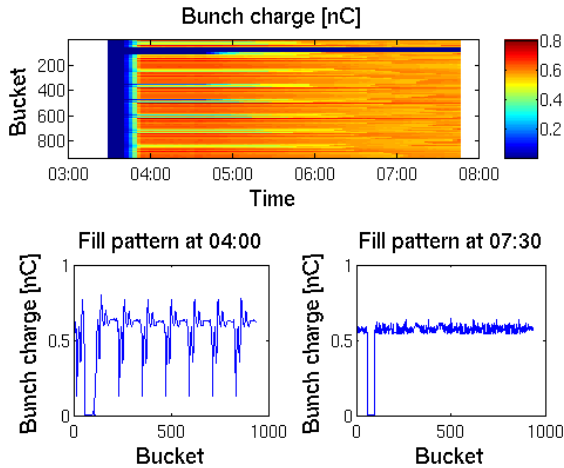 Bunch charge [nC]
Bucket
200
400
600
800
03:00 04:00 05:00 06:00 07:00 08:00
Time
0.8
0.6
0.4
0.2
Fill pattern at 04:00
Bunch charge [nC]
1
0.5
0
0 500 1000
Bucket
Fill pattern at 07:30
Bunch charge [nC]
1
0.5
0
0 500 1000
Bucket